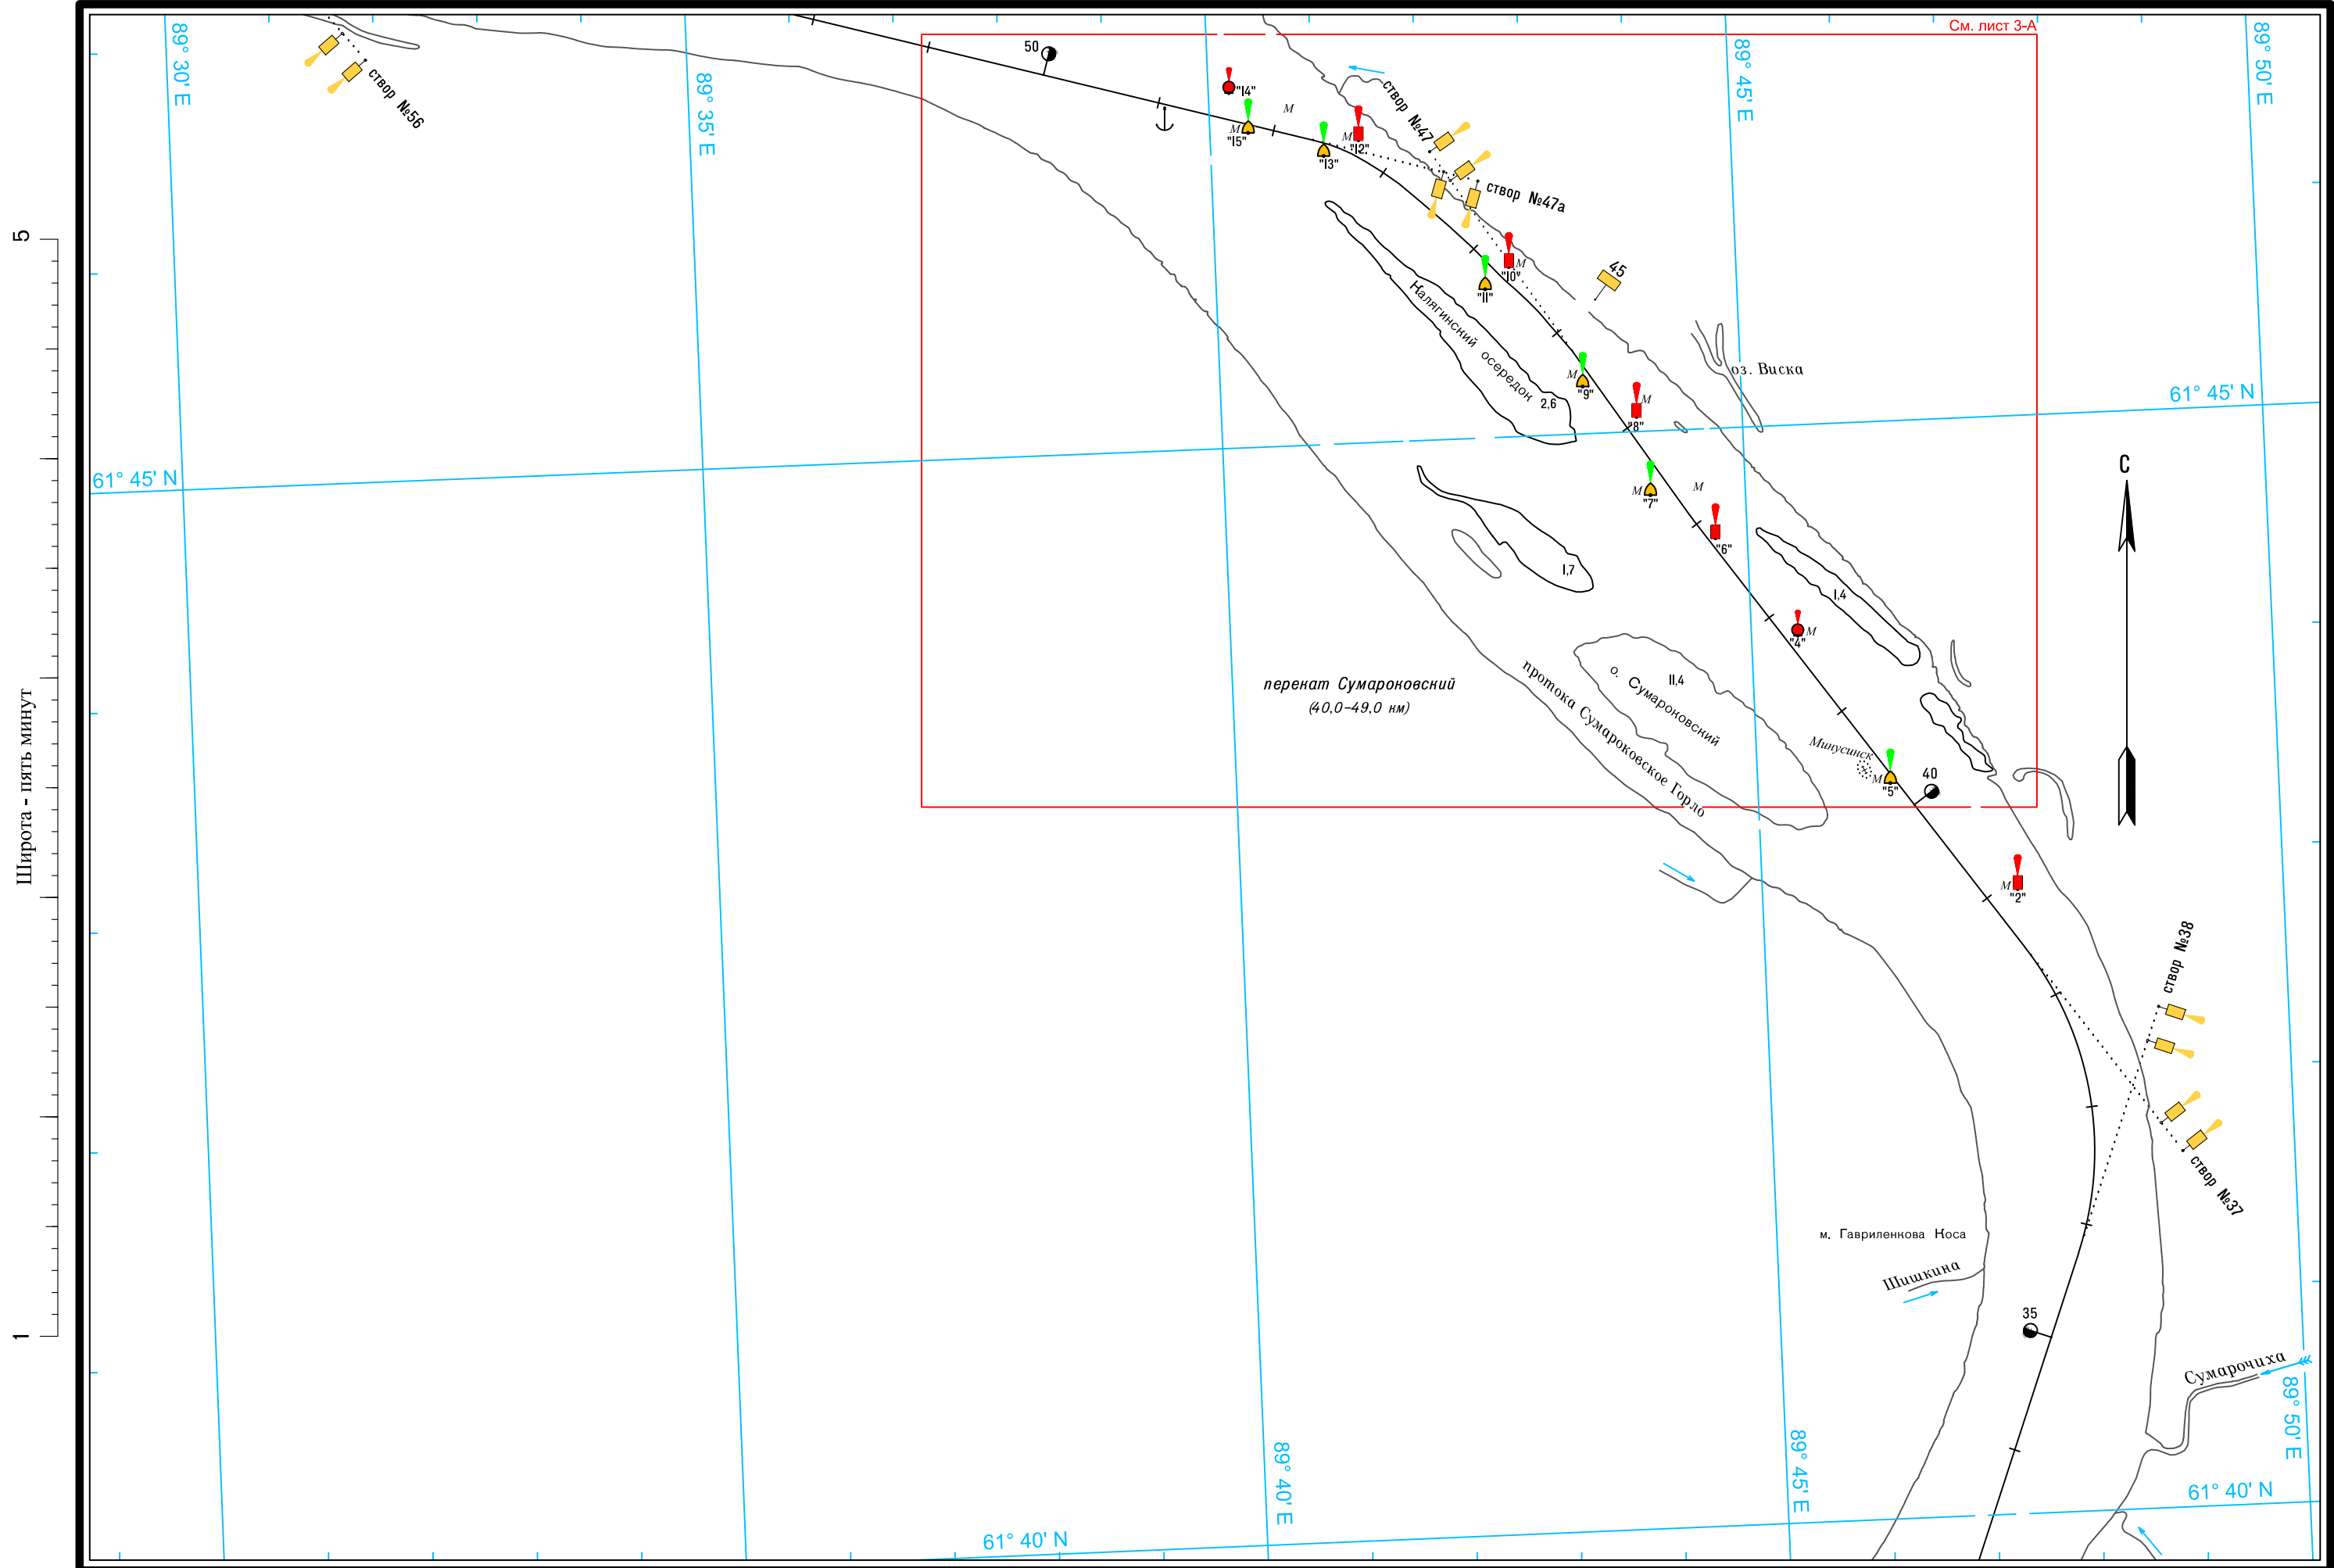 См. лист 3-А
89° 30' E
89° 35' E
89° 45' E
89° 50' E
створ №56
50
"14"
М
"15"
М
"13"
М
"12"
створ №47
створ №47а
М
"10"
"11"
45
Калягинский осередок
2,6
оз. Виска
М
"9"
М
"8"
61° 45' N
61° 45' N
5
С
М
"7"
М
"6"
1,7
1,4
М
"4"
перекат Сумароковский
(40,0-49,0 км)
11,4
о. Сумароковский
протока Сумароковское Горло
Минусинск
М
"5"
40
Широта - пять минут
М
"2"
створ №38
створ №37
м. Гавриленкова Коса
Шишкина
35
1
Сумарочиха
89° 40' E
89° 45' E
89° 50' E
61° 40' N
61° 40' N